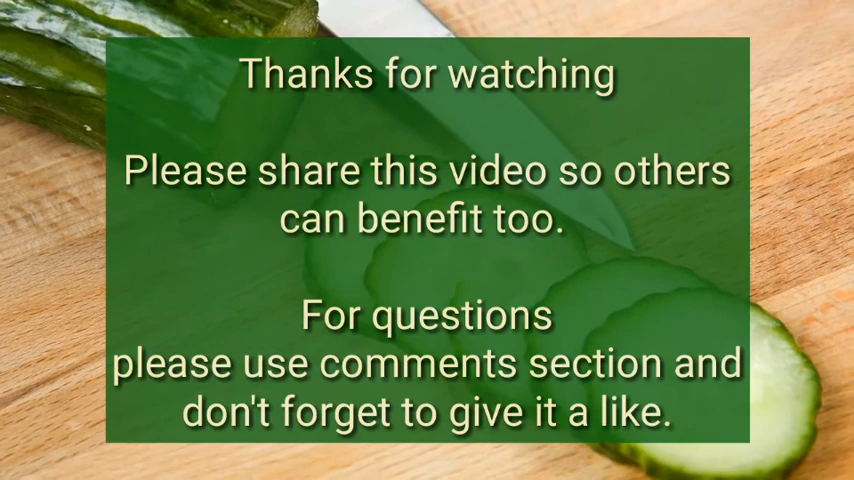 Thanks for watching
Please share this video so others
can benefit too.
For questions
please use comments section and
don't forget to give it a like.